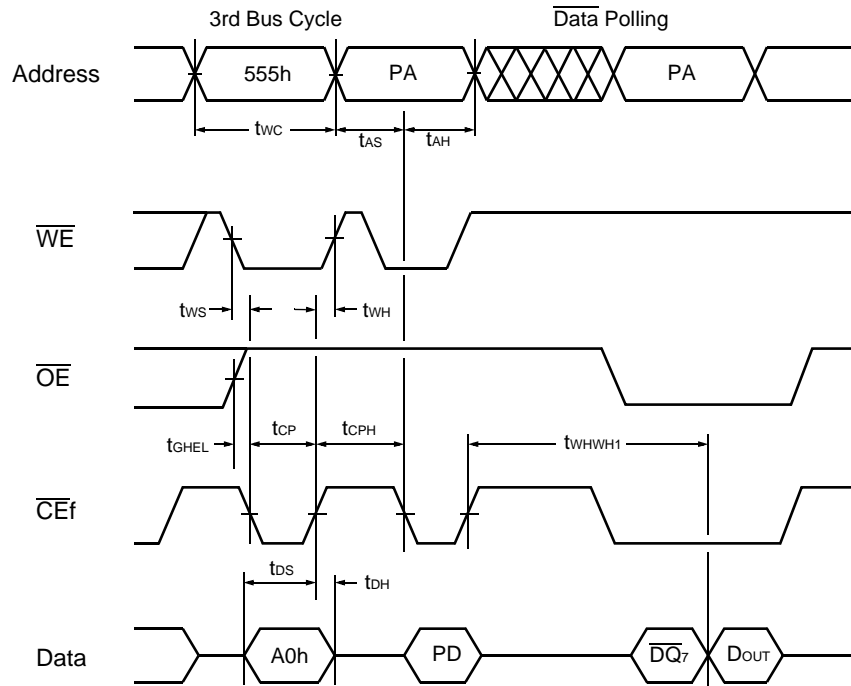 3rd Bus Cycle
Data Polling
Address
555h
PA
PA
tWC
tAS
tAH
WE
tWS
tWH
OE
tGHEL
tCP
tCPH
tWHWH1
CEf
tDS
tDH
Data
A0h
PD
DQ7
DOUT